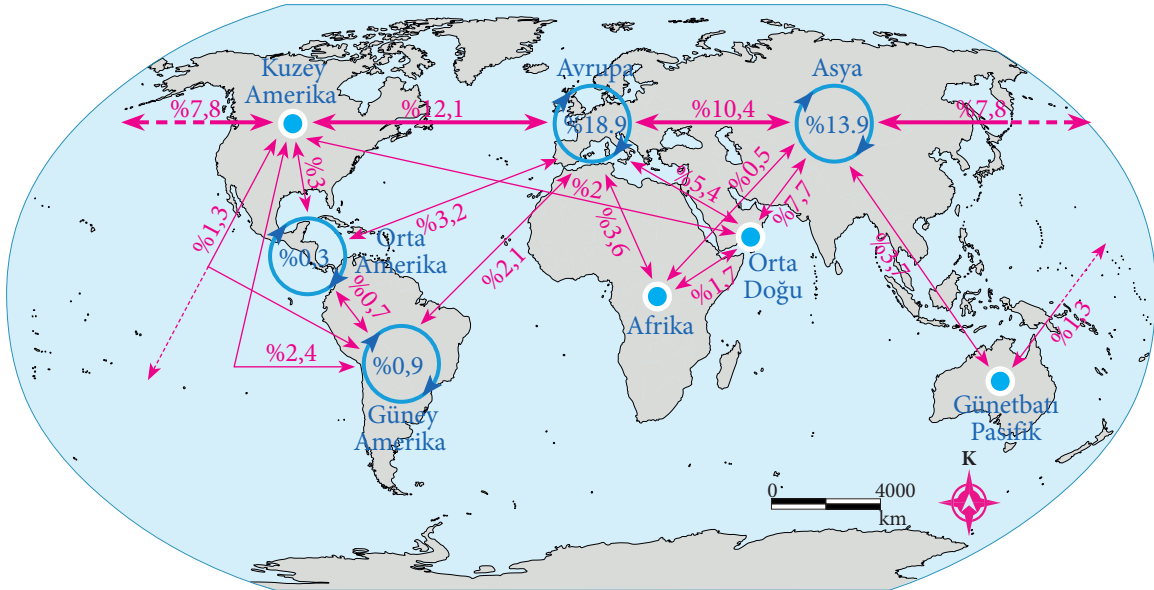 Kuzey
Amerika
Avrupa
Asya
%7,8
%12,1
%18.9
%10,4
%13.9
%7,8
%3
%2
%5,4
%0,5
%7,7
%1,3
%3,2
%3,6
%2,1
%1,7
%3,7
%0.3
Orta
Amerika
Orta
Doğu
%0,7
Afrika
%1,3
%2,4
%0,9
Güney
Amerika
Günetbatı
Pasifik
K
0
4000
km